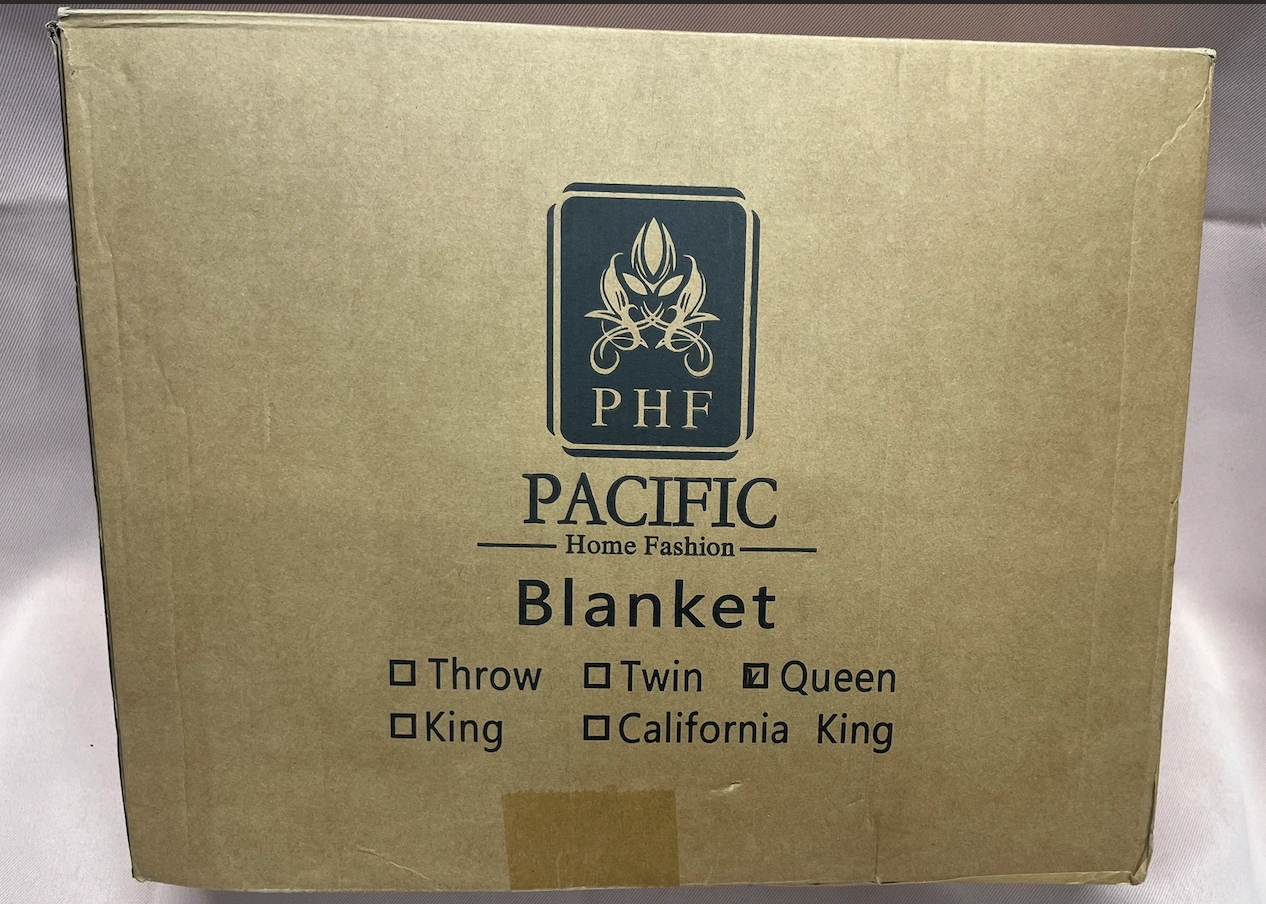 PHF
PACIFIC
Home Fashion
Blanket
☐ Throw ☐ Twin ☑ Queen
☐ King ☐ California King